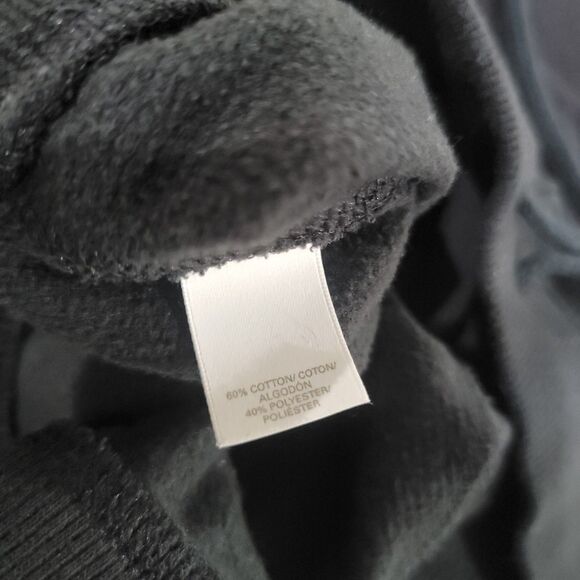 60% COTTON/ COTON/
ALGODÓN
40% POLYESTER/
POLIÉSTER